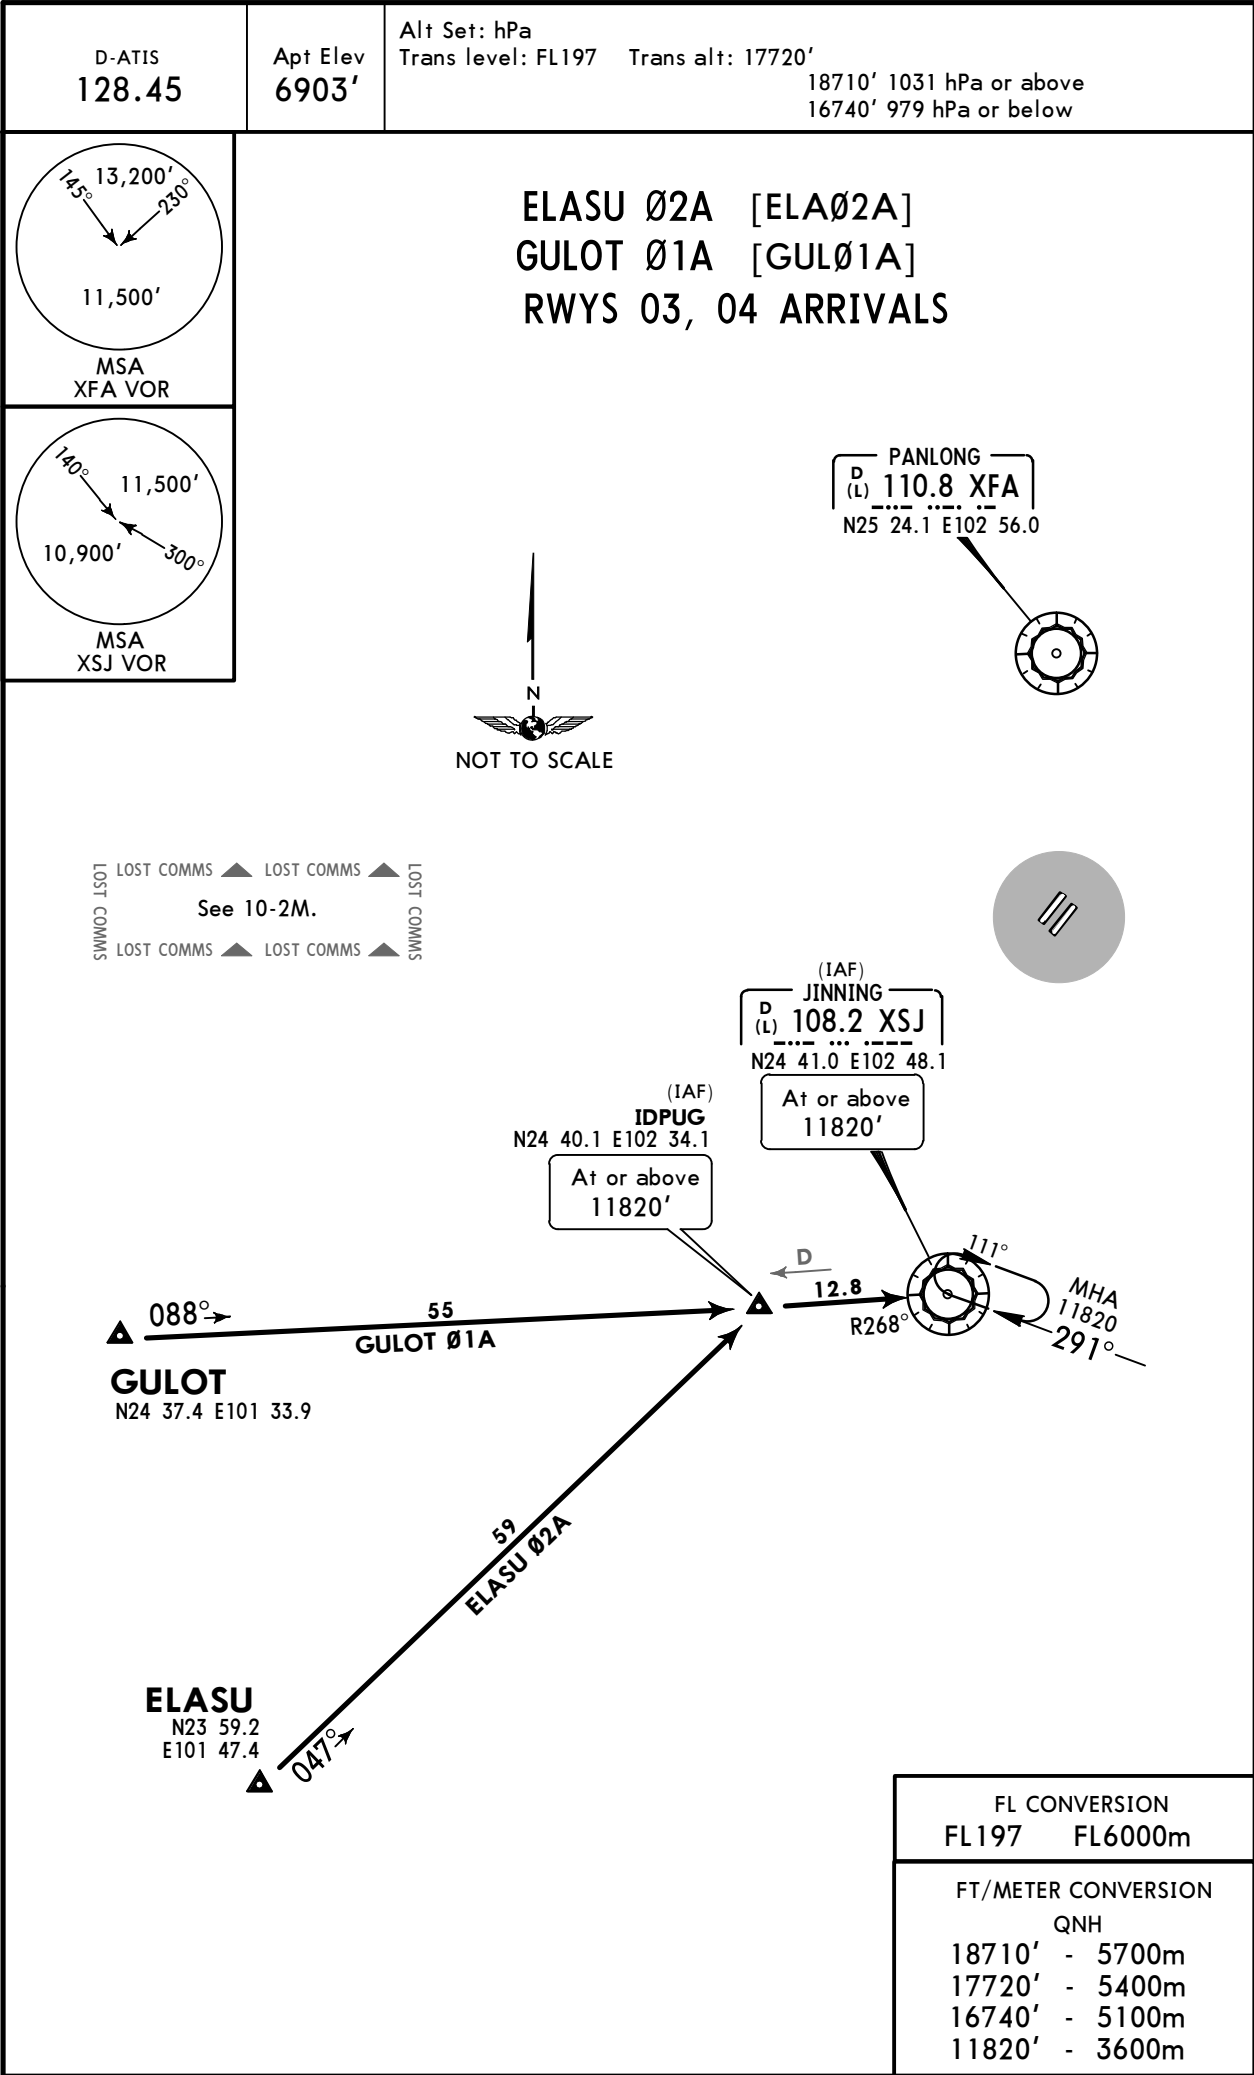 D-ATIS
128.45
Apt Elev
6903'
Alt Set: hPa
Trans level: FL197 Trans alt: 17720'
18710' 1031 hPa or above
16740' 979 hPa or below
145°
13,200'
230°
11,500'
MSA
XFA VOR
140°
11,500'
10,900'
300°
MSA
XSJ VOR
ELASU Ø2A [ELAØ2A]
GULOT Ø1A [GULØ1A]
RWYS 03, 04 ARRIVALS
PANLONG
D
(L) 110.8 XFA
N25 24.1 E102 56.0
N
NOT TO SCALE
LOST COMMS LOST COMMS
LOST COMMS
See 10-2M.
LOST COMMS
LOST COMMS LOST COMMS
(IAF)
JINNING
D
(L) 108.2 XSJ
N24 41.0 E102 48.1
At or above
11820'
(IAF)
IDPUG
N24 40.1 E102 34.1
At or above
11820'
D
12.8
R268°
111°
MHA
11820
291°
088°
55
GULOT Ø1A
GULOT
N24 37.4 E101 33.9
59
ELASU Ø2A
ELASU
N23 59.2
E101 47.4
047°
FL CONVERSION
FL197 FL6000m
FT/METER CONVERSION
QNH
18710' - 5700m
17720' - 5400m
16740' - 5100m
11820' - 3600m